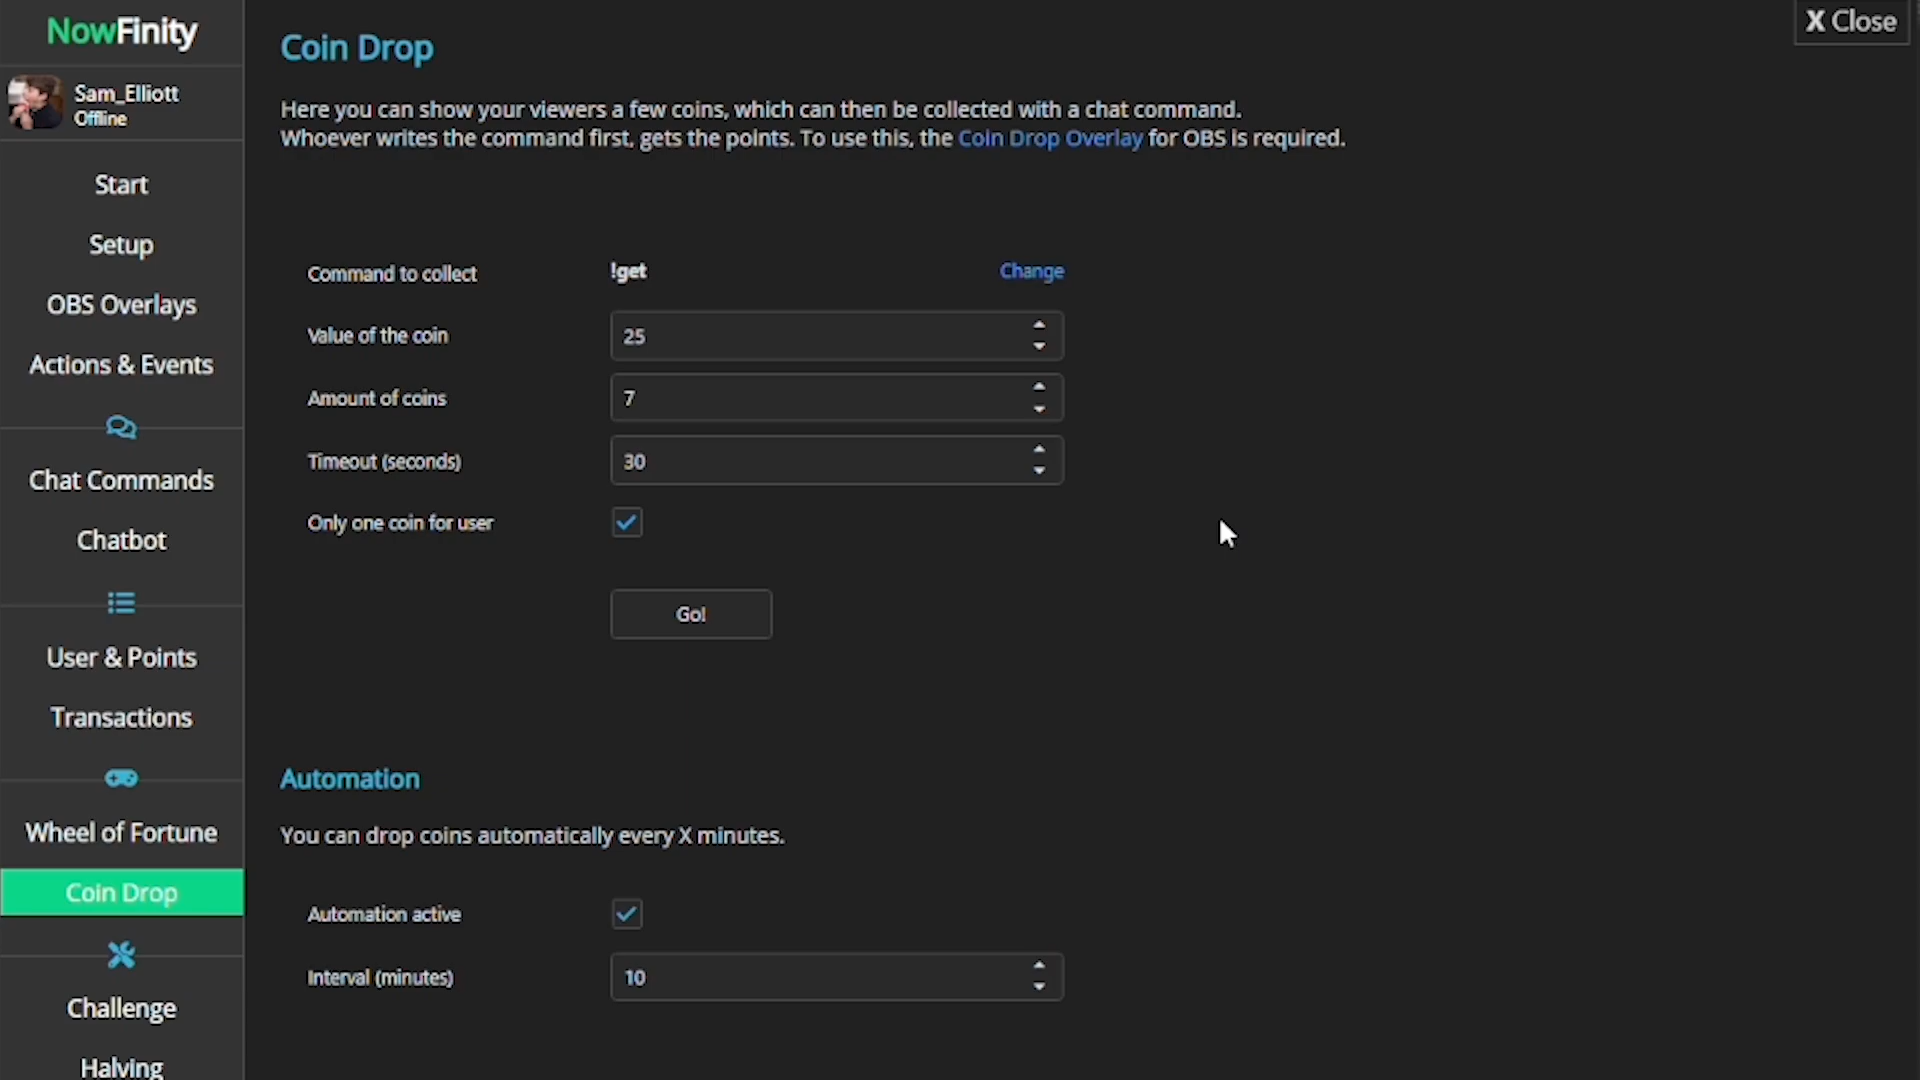 NowFinity
Sam_Elliott
Offline
Start
Setup
OBS Overlays
Actions & Events
Chat Commands
Chatbot
User & Points
Transactions
Wheel of Fortune
Coin Drop
Challenge
Halving
X Close
Coin Drop
Here you can show your viewers a few coins, which can then be collected with a chat command.
Whoever writes the command first, gets the points. To use this, the Coin Drop Overlay for OBS is required.
Command to collect !get Change
Value of the coin 25
Amount of coins 7
Timeout (seconds) 30
Only one coin for user
Go!
Automation
You can drop coins automatically every X minutes.
Automation active
Interval (minutes) 10